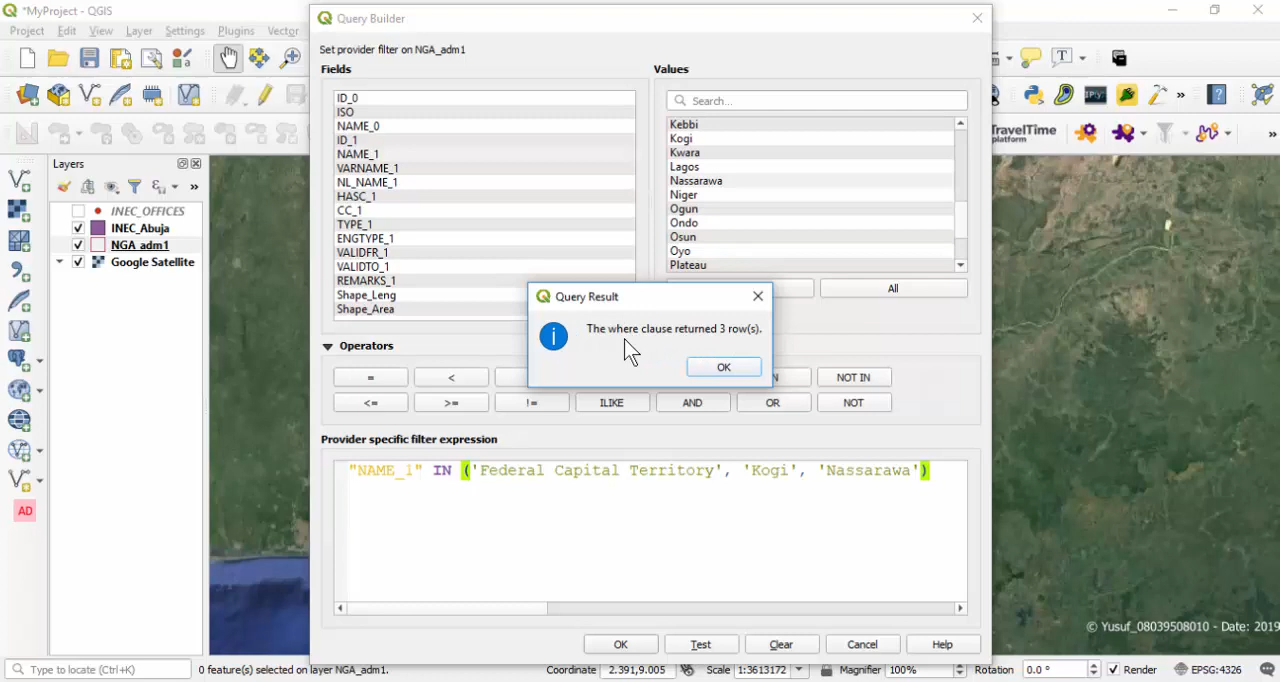 *MyProject - QGIS
Project Edit View Layer Settings Plugins Vector
Query Builder
Set provider filter on NGA_adm1
Fields
Values
ID_0
ISO
NAME_0
ID_1
NAME_1
VARNAME_1
NL_NAME_1
HASC_1
CC_1
TYPE_1
ENGTYPE_1
VALIDFR_1
VALIDTO_1
REMARKS_1
Shape_Leng
Shape_Area
Search...
Kebbi
Kogi
Kwara
Lagos
Nassarawa
Niger
Ogun
Ondo
Osun
Oyo
Plateau
All
Layers
INEC_OFFICES
INEC_Abuja
NGA_adm1
Google Satellite
TravelTime
platform
Query Result
The where clause returned 3 row(s).
OK
Operators
= < N NOT IN
<= >= != ILIKE AND OR NOT
Provider specific filter expression
"NAME_1" IN ('Federal Capital Territory', 'Kogi', 'Nassarawa')
OK Test Clear Cancel Help
AD
© Yusuf_08039508010 - Date: 2019
Type to locate (Ctrl+K) 0 feature(s) selected on layer NGA_adm1. Coordinate 2.391,9.005 Scale 1:3613172 Magnifier 100% Rotation 0.0 ° Render EPSG:4326